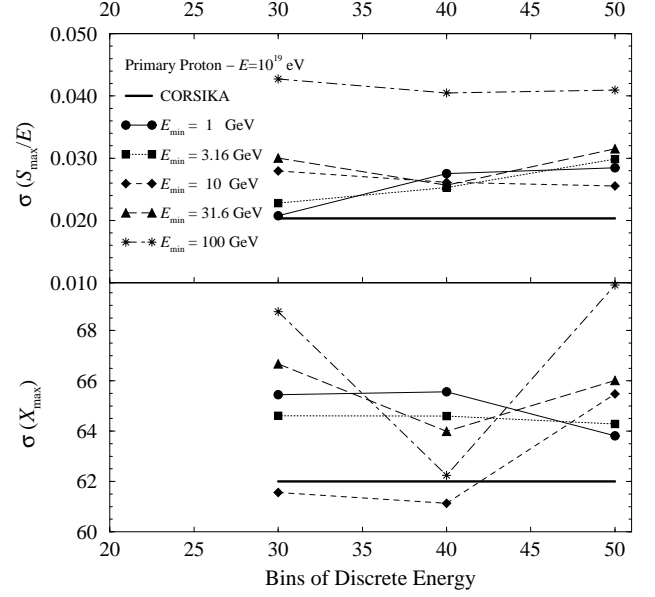 20 25 30 35 40 45 50
0.050
Primary Proton – E=10^19 eV
CORSIKA
E_min = 1 GeV
E_min = 3.16 GeV
E_min = 10 GeV
E_min = 31.6 GeV
E_min = 100 GeV
0.040
0.030
0.020
0.010
σ (S_max/E)
68
66
64
62
60
σ (X_max)
20 25 30 35 40 45 50
Bins of Discrete Energy